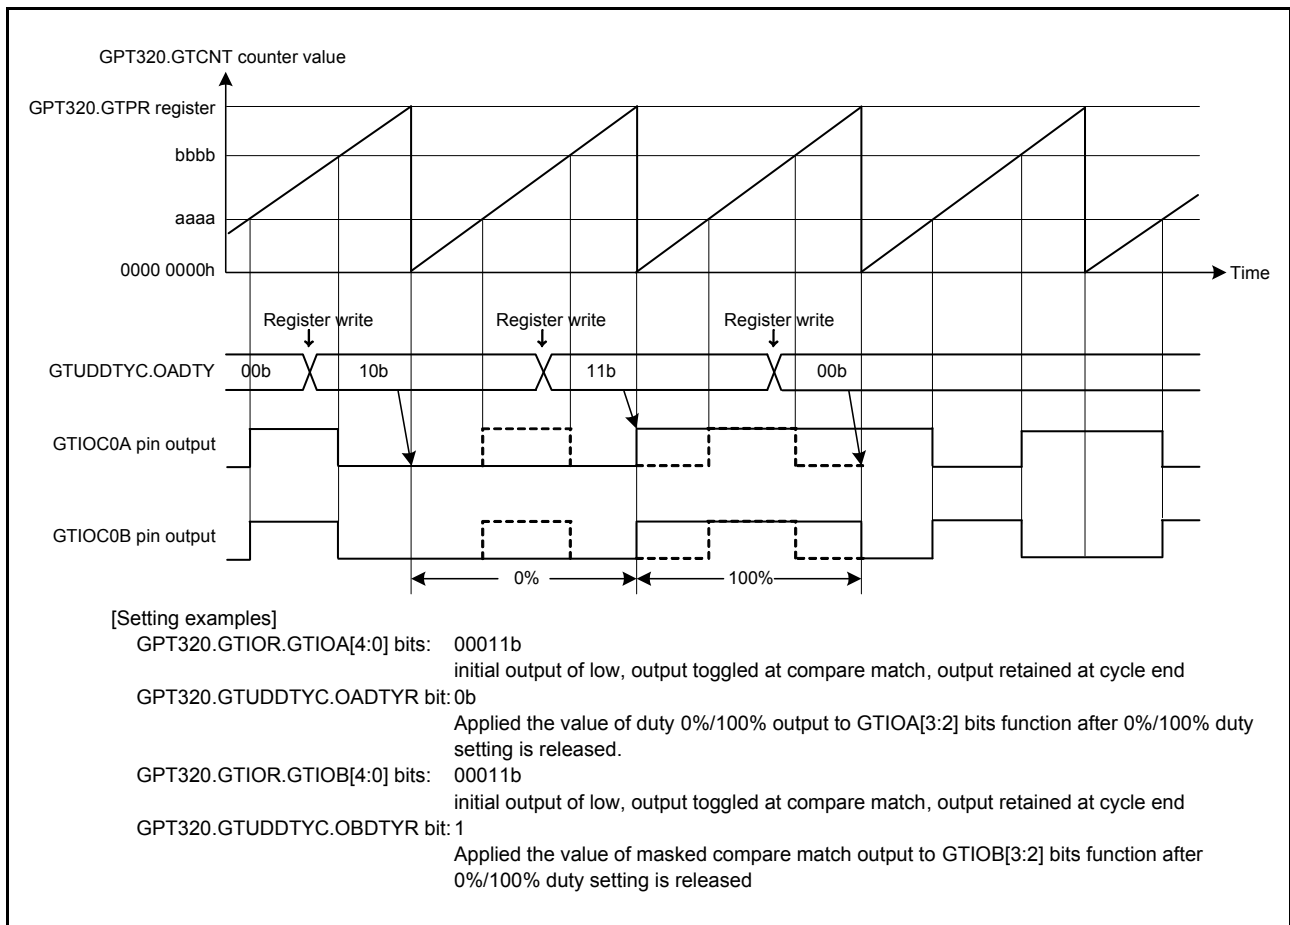 GPT320.GTCNT counter value
GPT320.GTPR register
bbbb
aaaa
0000 0000h
Time
Register write Register write Register write
GTUDDTYC.OADTY 00b 10b 11b 00b
GTIOC0A pin output
GTIOC0B pin output
0% 100%
[Setting examples]
GPT320.GTIOR.GTIOA[4:0] bits: 00011b
initial output of low, output toggled at compare match, output retained at cycle end
GPT320.GTUDDTYC.OADTYR bit: 0b
Applied the value of duty 0%/100% output to GTIOA[3:2] bits function after 0%/100% duty
setting is released.
GPT320.GTIOR.GTIOB[4:0] bits: 00011b
initial output of low, output toggled at compare match, output retained at cycle end
GPT320.GTUDDTYC.OBDTYR bit: 1
Applied the value of masked compare match output to GTIOB[3:2] bits function after
0%/100% duty setting is released